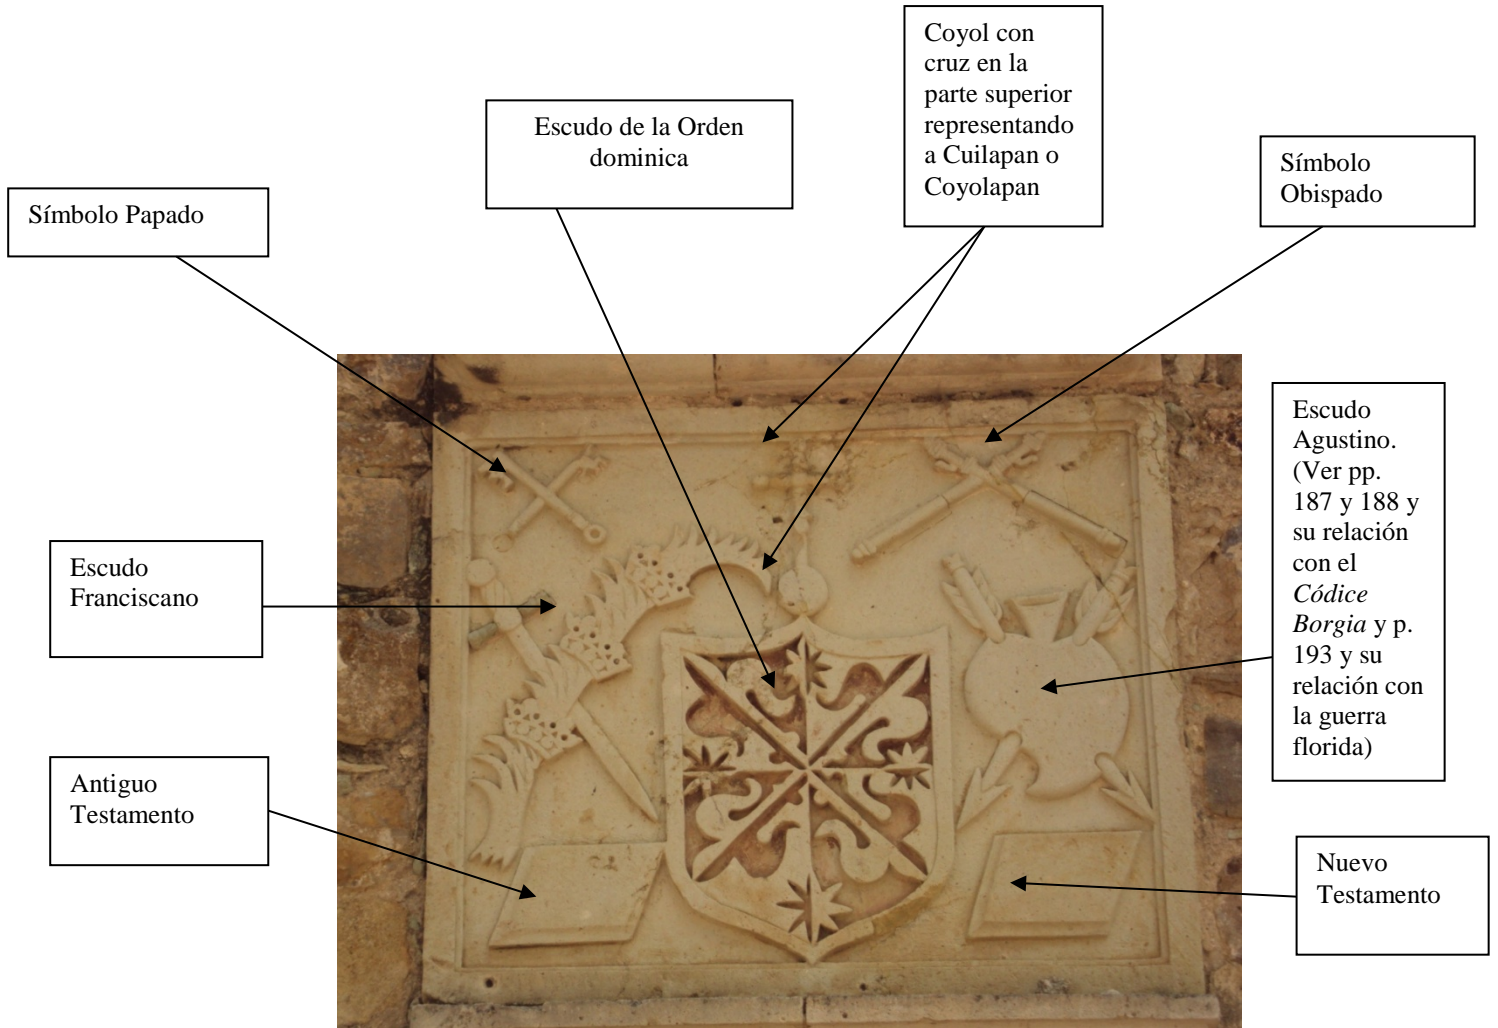 Coyol con
cruz en la
parte superior
representando
a Cuilapan o
Coyolapan
Escudo de la Orden
dominica
Símbolo
Obispado
Símbolo Papado
Escudo
Agustino.
(Ver pp.
187 y 188 y
su relación
con el
Códice
Borgia y p.
193 y su
relación con
la guerra
florida)
Escudo
Franciscano
Antiguo
Testamento
Nuevo
Testamento